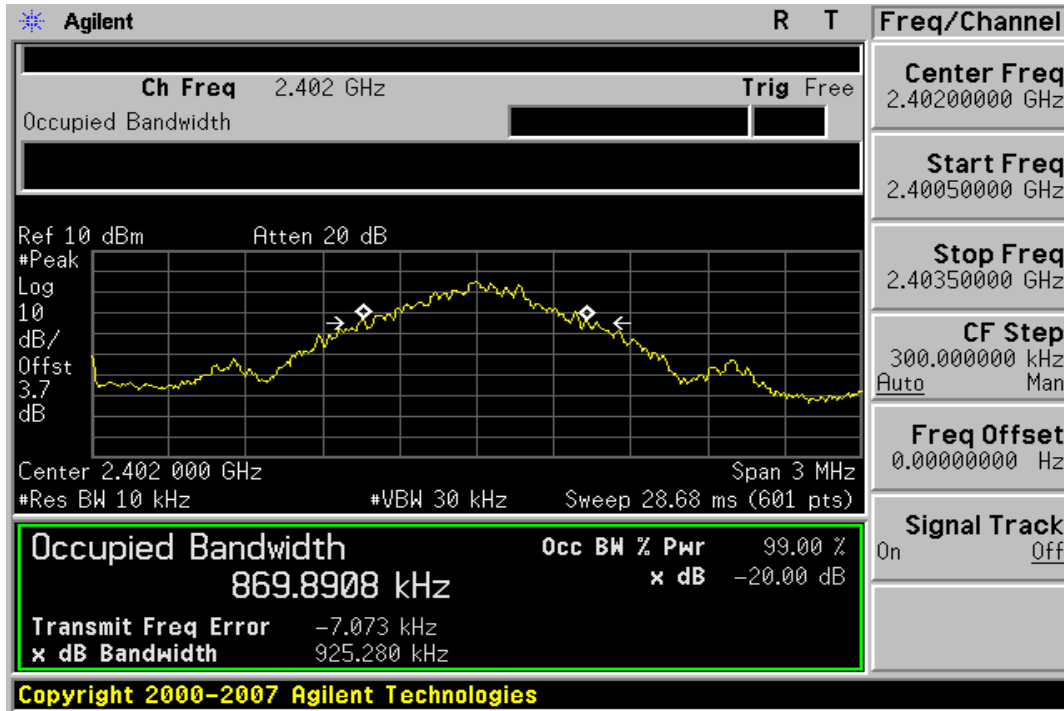 Agilent R T
Ch Freq 2.402 GHz Trig Free
Occupied Bandwidth
Ref 10 dBm Atten 20 dB
#Peak
Log
10
dB/
Offst
3.7
dB
Center 2.402 000 GHz Span 3 MHz
#Res BW 10 kHz #VBW 30 kHz Sweep 28.68 ms (601 pts)
Occupied Bandwidth Occ BW % Pwr 99.00 %
869.8908 kHz x dB -20.00 dB
Transmit Freq Error -7.073 kHz
x dB Bandwidth 925.280 kHz
Copyright 2000-2007 Agilent Technologies
Freq/Channel
Center Freq
2.40200000 GHz
Start Freq
2.40050000 GHz
Stop Freq
2.40350000 GHz
CF Step
300.000000 kHz
Auto Man
Freq Offset
0.00000000 Hz
Signal Track
On Off